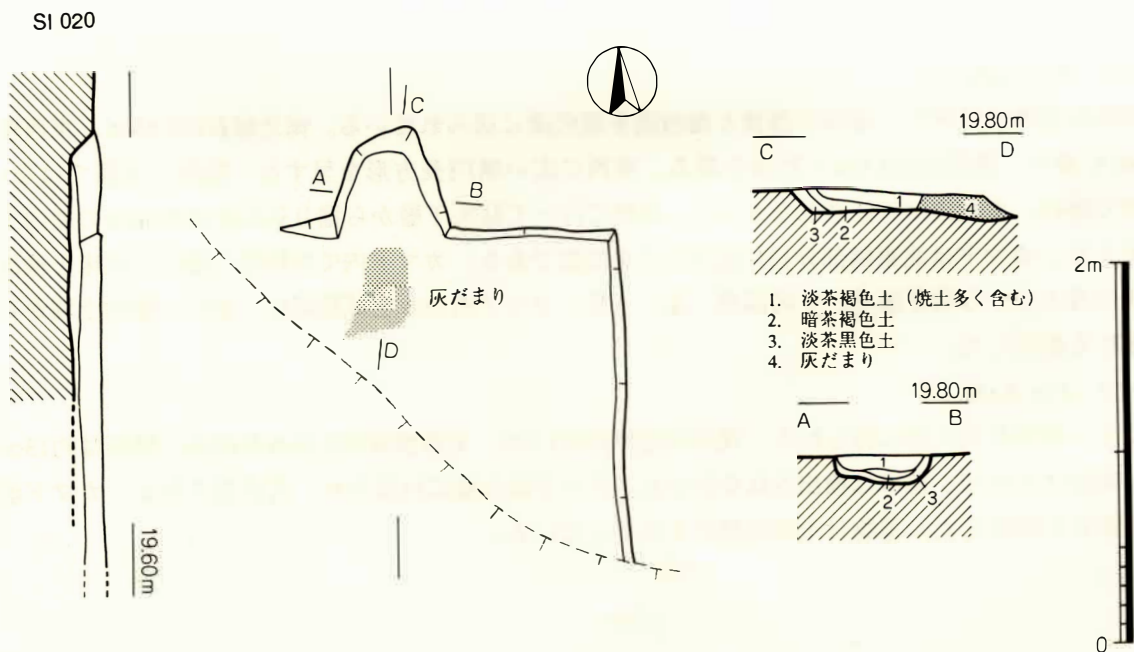 SI 020
C
A
B
灰だまり
D
19.60m
19.80m
C
D
1
4
3
2
1. 淡茶褐色土（焼土多く含む）
2. 暗茶褐色土
3. 淡茶黒色土
4. 灰だまり
19.80m
A
B
1
2
3
2m
0